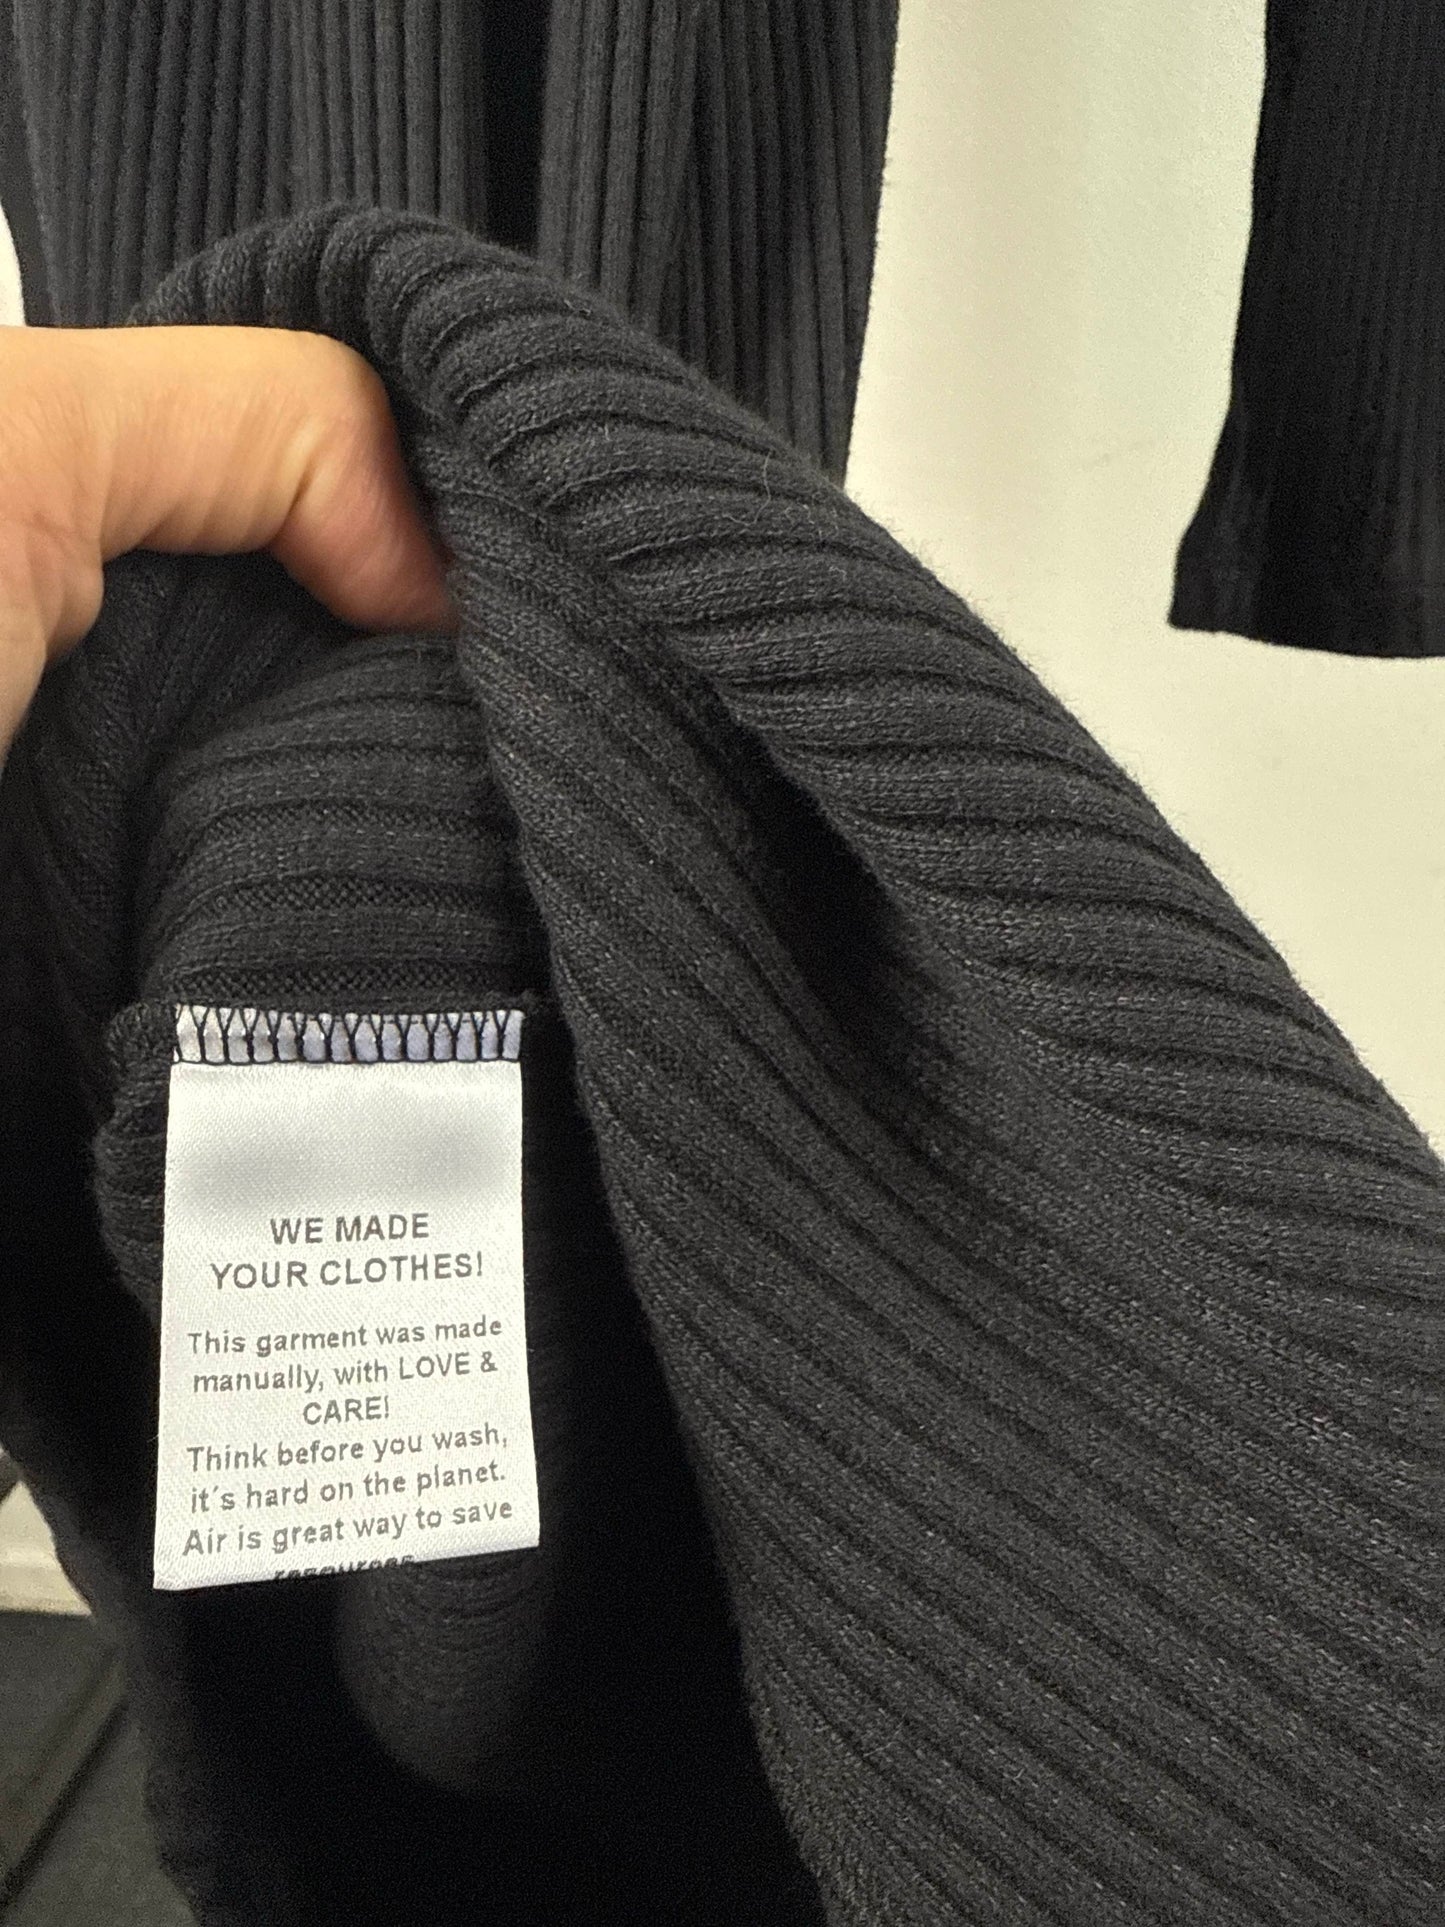 WE MADE
YOUR CLOTHES!
This garment was made
manually, with LOVE &
CARE!
Think before you wash,
it's hard on the planet.
Air is great way to save